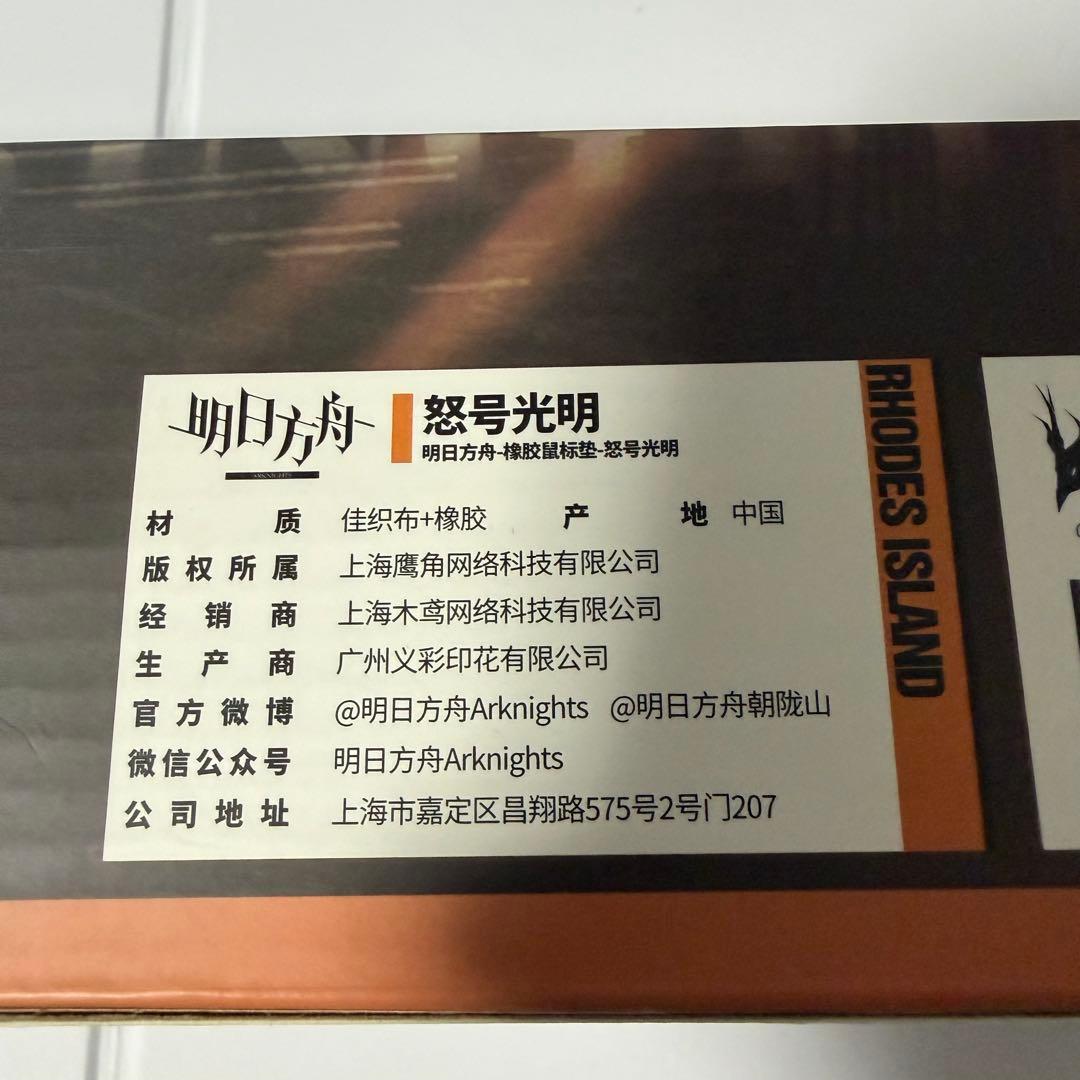 明日方舟
ARKNIGHTS
怒号光明
明日方舟-橡胶鼠标垫-怒号光明
材质 佳织布+橡胶 产地 中国
版权所属 上海鹰角网络科技有限公司
经销商 上海木鸢网络科技有限公司
生产商 广州义彩印花有限公司
官方微博 @明日方舟Arknights @明日方舟朝陇山
微信公众号 明日方舟Arknights
公司地址 上海市嘉定区昌翔路575号2号门207
RHODES ISLAND